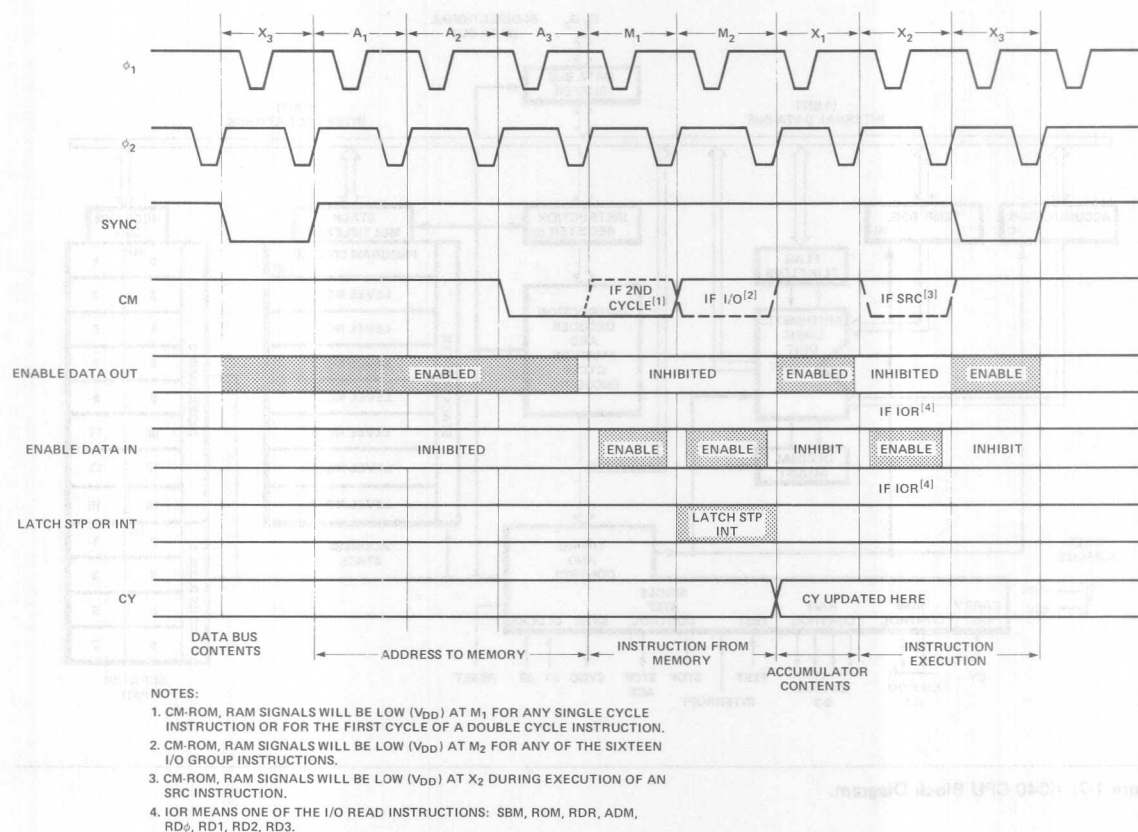 X3 A1 A2 A3 M1 M2 X1 X2 X3
ϕ1
ϕ2
SYNC
CM
IF 2ND
CYCLE[1]
IF I/O[2]
IF SRC[3]
ENABLE DATA OUT
ENABLED
INHIBITED
ENABLED
INHIBITED
ENABLE
IF IOR[4]
ENABLE DATA IN
INHIBITED
ENABLE
ENABLE
INHIBIT
ENABLE
INHIBIT
IF IOR[4]
LATCH STP OR INT
LATCH STP
INT
CY
CY UPDATED HERE
DATA BUS
CONTENTS
ADDRESS TO MEMORY
INSTRUCTION FROM
MEMORY
ACCUMULATOR
CONTENTS
INSTRUCTION
EXECUTION
NOTES:
1. CM-ROM, RAM SIGNALS WILL BE LOW (VDD) AT M1 FOR ANY SINGLE CYCLE
INSTRUCTION OR FOR THE FIRST CYCLE OF A DOUBLE CYCLE INSTRUCTION.
2. CM-ROM, RAM SIGNALS WILL BE LOW (VDD) AT M2 FOR ANY OF THE SIXTEEN
I/O GROUP INSTRUCTIONS.
3. CM-ROM, RAM SIGNALS WILL BE LOW (VDD) AT X2 DURING EXECUTION OF AN
SRC INSTRUCTION.
4. IOR MEANS ONE OF THE I/O READ INSTRUCTIONS: SBM, ROM, RDR, ADM,
RDϕ, RD1, RD2, RD3.